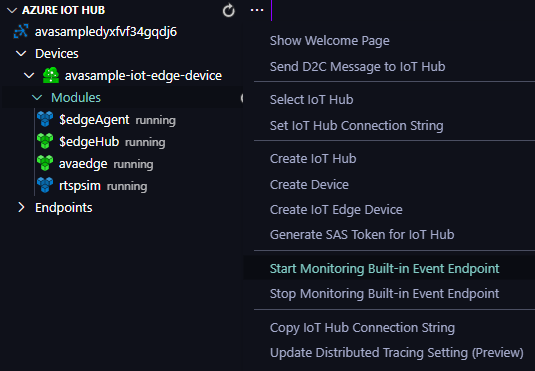 AZURE IOT HUB
avasampledyxfvf34gqdj6
Devices
avasample-iot-edge-device
Modules
$edgeAgent running
$edgeHub running
avaedge running
rtspsim running
Endpoints
Show Welcome Page
Send D2C Message to IoT Hub
Select IoT Hub
Set IoT Hub Connection String
Create IoT Hub
Create Device
Create IoT Edge Device
Generate SAS Token for IoT Hub
Start Monitoring Built-in Event Endpoint
Stop Monitoring Built-in Event Endpoint
Copy IoT Hub Connection String
Update Distributed Tracing Setting (Preview)